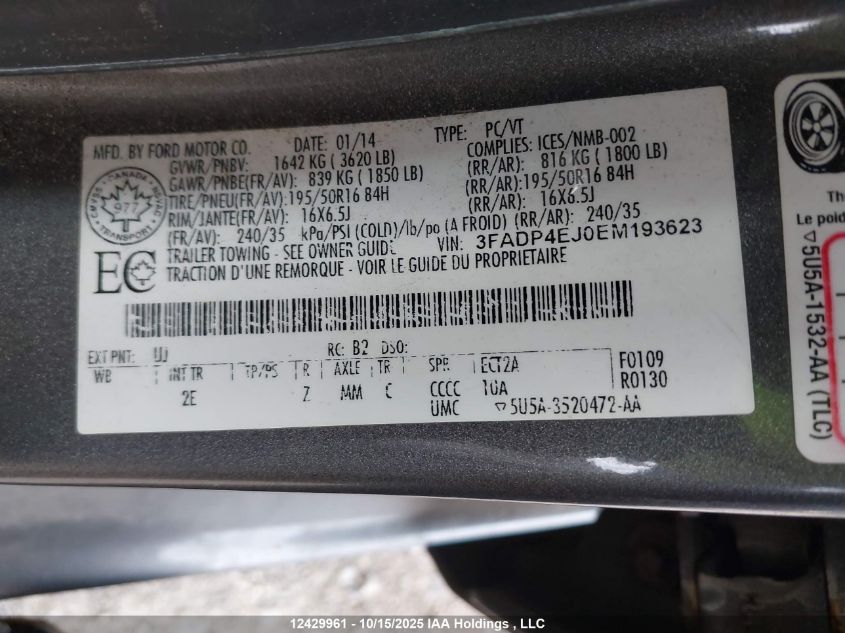 MFD. BY FORD MOTOR CO. DATE: 01/14 TYPE: PC/VT
GVWR/PNBV: 1642 KG ( 3620 LB) COMPLIES: ICES/NMB-002
GAWR/PNBE(FR/AV): 839 KG ( 1850 LB) (RR/AR): 816 KG ( 1800 LB)
TIRE/PNEU(FR/AV):195/50R16 84H (RR/AR):195/50R16 84H
RIM/JANTE(FR/AV): 16X6.5J 16X6.5J
(FR/AV): 240/35 kPa/PSI (COLD)/lb/po (A FROID) (RR/AR): 240/35
TRAILER TOWING - SEE OWNER GUIDE VIN: 3FADP4EJ0EM193623
TRACTION D'UNE REMORQUE - VOIR LE GUIDE DU PROPRIETAIRE
CANADA
977
EC
EXT PNT: UJ RC: B2 DSO:
WB INT TR TP/PS R AXLE TR SPR ECT2A F0109
2E Z MM C CCCC 10A R0130
UMC ▽5U5A-3520472-AA
Th
Le poid
▽5U5A-1532-AA (TLC)
12429961 - 10/15/2025 IAA Holdings , LLC